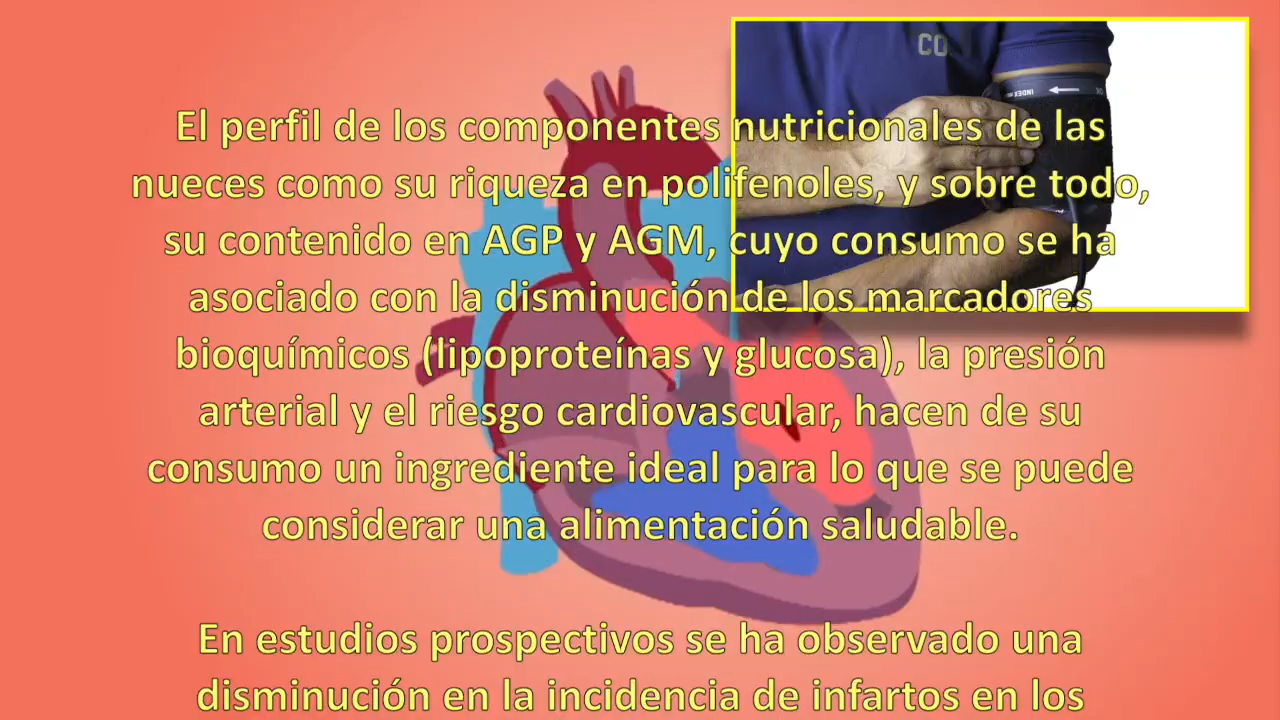 CO
INDEX
El perfil de los componentes nutricionales de las
nueces como su riqueza en polifenoles, y sobre todo,
su contenido en AGP y AGM, cuyo consumo se ha
asociado con la disminución de los marcadores
bioquímicos (lipoproteínas y glucosa), la presión
arterial y el riesgo cardiovascular, hacen de su
consumo un ingrediente ideal para lo que se puede
considerar una alimentación saludable.
En estudios prospectivos se ha observado una
disminución en la incidencia de infartos en los